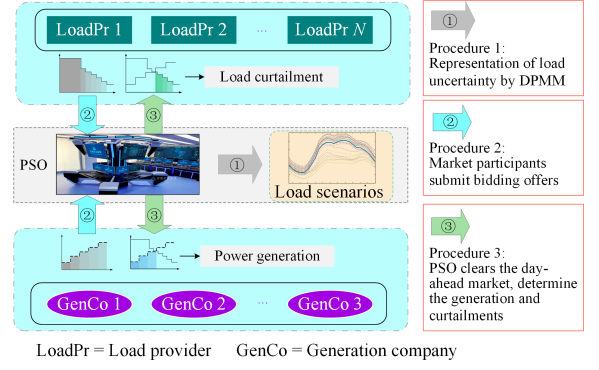 LoadPr 1 LoadPr 2 ... LoadPr N
Load curtailment
② ③
PSO
①
Load scenarios
② ③
Power generation
GenCo 1 GenCo 2 ... GenCo 3
LoadPr = Load provider GenCo = Generation company
①
Procedure 1:
Representation of load
uncertainty by DPMM
②
Procedure 2:
Market participants
submit bidding offers
③
Procedure 3:
PSO clears the day-
ahead market, determine
the generation and
curtailments